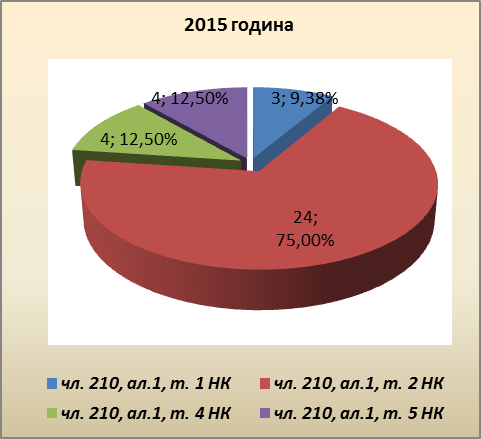 2015 година
4; 12,50%
3; 9,38%
4; 12,50%
24;
75,00%
чл. 210, ал.1, т. 1 НК
чл. 210, ал.1, т. 2 НК
чл. 210, ал.1, т. 4 НК
чл. 210, ал.1, т. 5 НК